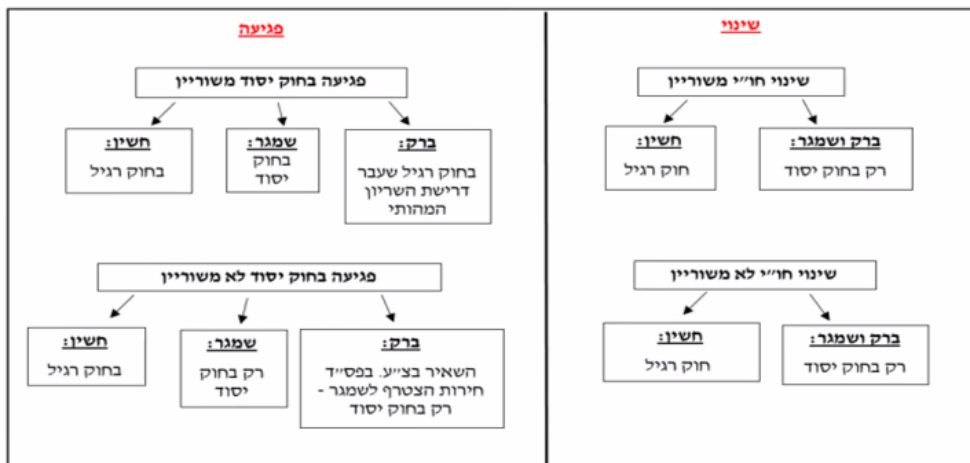 שינוי
שינוי חו״י משוריין
ברק ושמגר:
רק בחוק יסוד
חשין:
חוק רגיל
שינוי חו״י לא משוריין
ברק ושמגר:
רק בחוק יסוד
חשין:
חוק רגיל
פגיעה
פגיעה בחוק יסוד משוריין
ברק:
בחוק רגיל שעבר
דרישת השריון
המהותי
שמגר:
בחוק
יסוד
חשין:
בחוק רגיל
פגיעה בחוק יסוד לא משוריין
ברק:
השאיר בצ״ע. בפס״ד
חירות הצטרף לשמגר -
רק בחוק יסוד
שמגר:
רק בחוק
יסוד
חשין:
בחוק רגיל